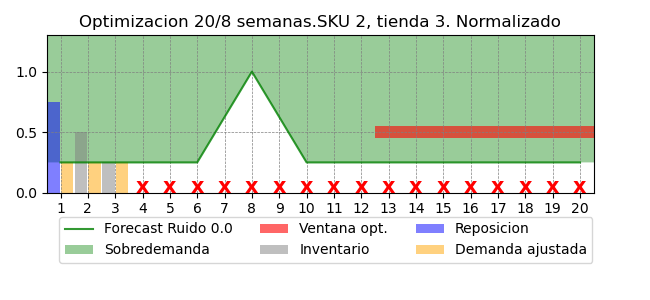 Optimizacion 20/8 semanas.SKU 2, tienda 3. Normalizado
1.0
0.5
0.0
X X X X X X X X X X X X X X X X X
1 2 3 4 5 6 7 8 9 10 11 12 13 14 15 16 17 18 19 20
Forecast Ruido 0.0 Ventana opt. Reposicion
Sobredemanda Inventario Demanda ajustada